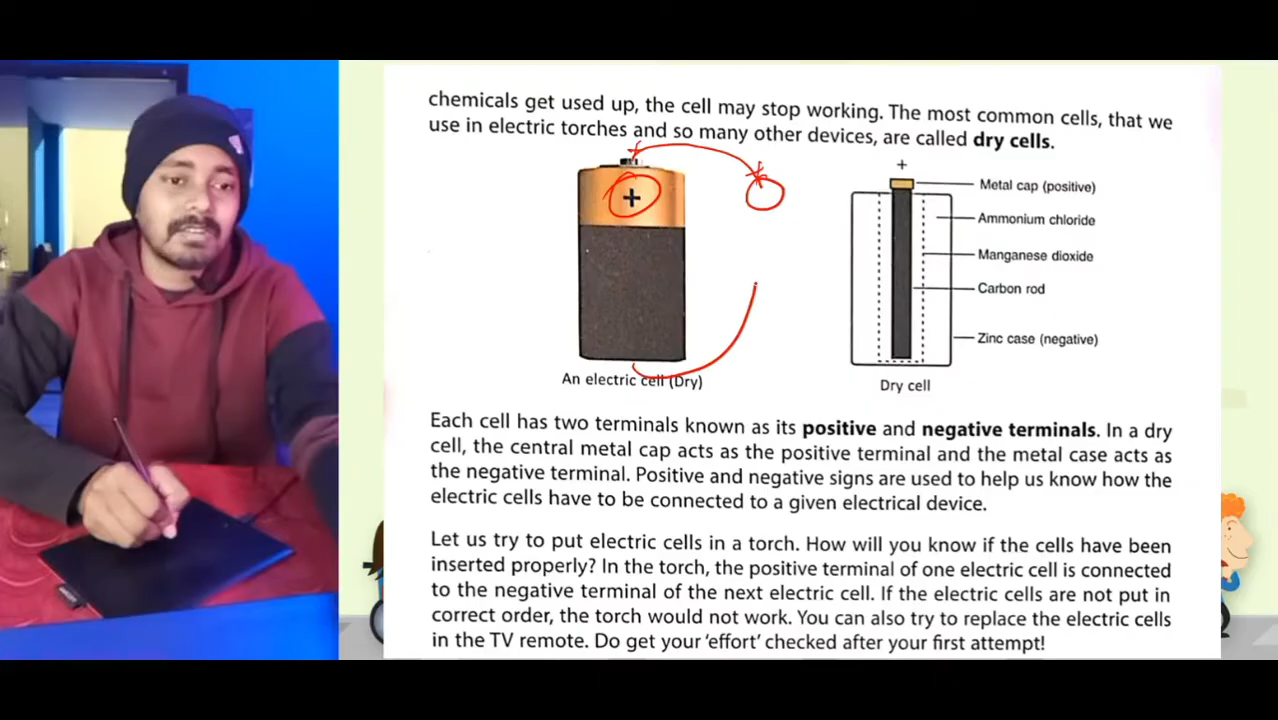 chemicals get used up, the cell may stop working. The most common cells, that we
use in electric torches and so many other devices, are called dry cells.
+
+
Metal cap (positive)
Ammonium chloride
Manganese dioxide
Carbon rod
Zinc case (negative)
An electric cell (Dry)
Dry cell
Each cell has two terminals known as its positive and negative terminals. In a dry
cell, the central metal cap acts as the positive terminal and the metal case acts as
the negative terminal. Positive and negative signs are used to help us know how the
electric cells have to be connected to a given electrical device.
Let us try to put electric cells in a torch. How will you know if the cells have been
inserted properly? In the torch, the positive terminal of one electric cell is connected
to the negative terminal of the next electric cell. If the electric cells are not put in
correct order, the torch would not work. You can also try to replace the electric cells
in the TV remote. Do get your 'effort' checked after your first attempt!